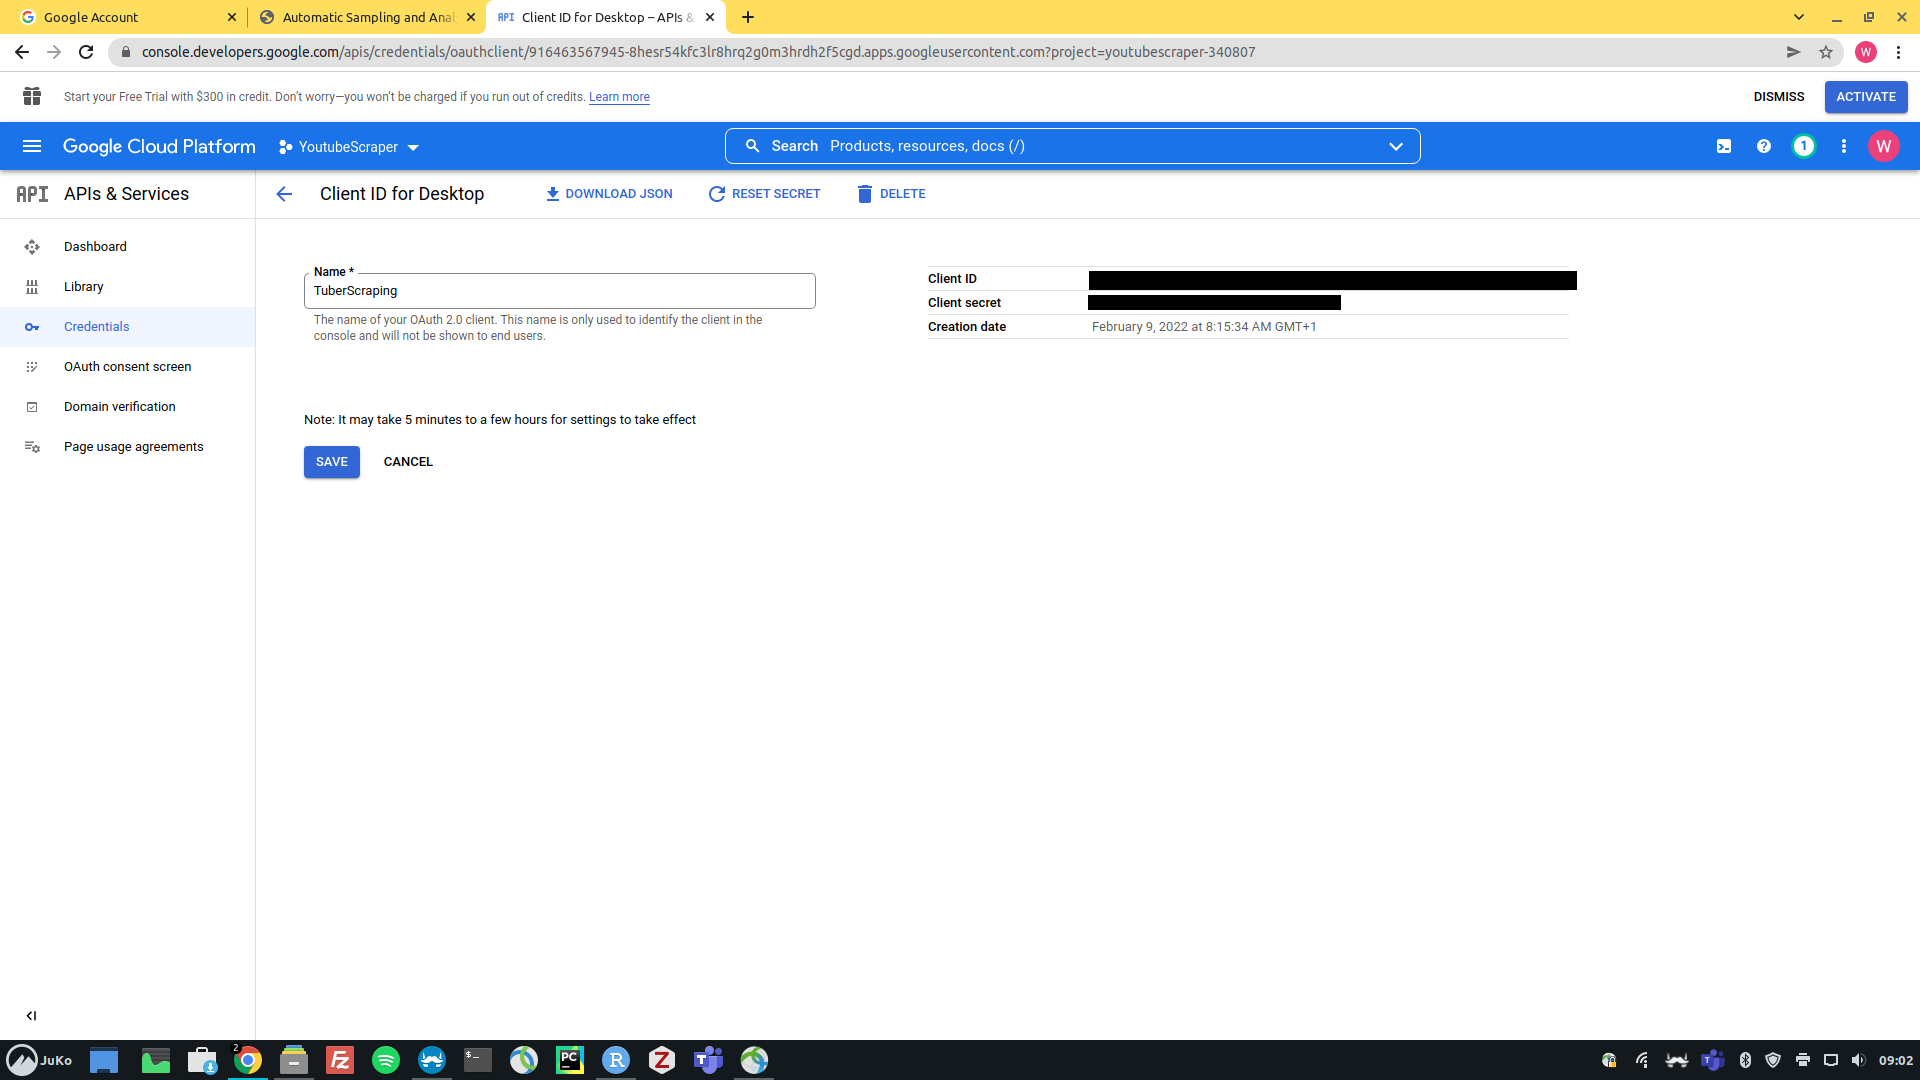 Google Account
Automatic Sampling and Anal
API Client ID for Desktop – APIs &
console.developers.google.com/apis/credentials/oauthclient/916463567945-8hesr54kfc3lr8hrq2g0m3hrdh2f5cgd.apps.googleusercontent.com?project=youtubescraper-340807
W
Start your Free Trial with $300 in credit. Don’t worry—you won’t be charged if you run out of credits. Learn more
DISMISS
ACTIVATE
Google Cloud Platform
YoutubeScraper
Search Products, resources, docs (/)
1
W
API APIs & Services
Client ID for Desktop
DOWNLOAD JSON
RESET SECRET
DELETE
Dashboard
Library
Credentials
OAuth consent screen
Domain verification
Page usage agreements
Name *
TuberScraping
The name of your OAuth 2.0 client. This name is only used to identify the client in the
console and will not be shown to end users.
Client ID
Client secret
Creation date February 9, 2022 at 8:15:34 AM GMT+1
Note: It may take 5 minutes to a few hours for settings to take effect
SAVE
CANCEL
JuKo
2
FZ
$_
PC
R
Z
T
T
09:02